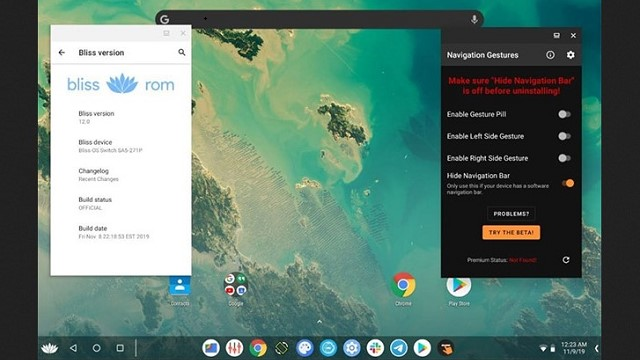 Bliss version
bliss rom
Bliss version
12.0
Bliss device
Bliss OS Switch SA5-271P
Changelog
Recent Changes
Build status
OFFICIAL
Build date
Fri Nov 8 22:18:53 EST 2019
Navigation Gestures
Make sure "Hide Navigation Bar"
is off before uninstalling!
Enable Gesture Pill
Enable Left Side Gesture
Enable Right Side Gesture
Hide Navigation Bar
Only use this if your device has a software
navigation bar.
PROBLEMS?
TRY THE BETA!
Premium Status: Not Found!
Contacts
Google
Chrome
Play Store
12:23 AM
11/9/19